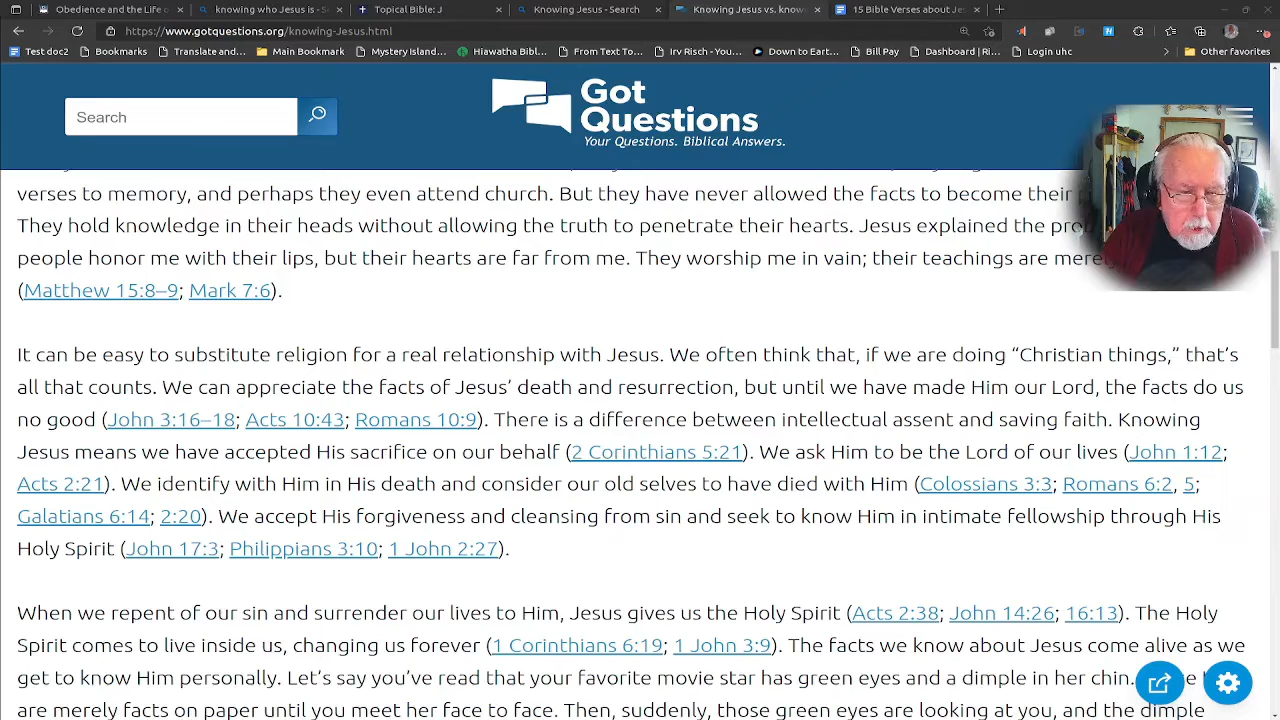 Obedience and the Life o
knowing who Jesus is - S
Topical Bible: J
Knowing Jesus - Search
Knowing Jesus vs. know
15 Bible Verses about Je
https://www.gotquestions.org/knowing-Jesus.html
Test doc2
Bookmarks
Translate and...
Main Bookmark
Mystery Island...
Hiawatha Bibl...
From Text To...
Irv Risch - You...
Down to Eart...
Bill Pay
Dashboard | Ri...
Login uhc
Other favorites
Search
Got
Questions
Your Questions. Biblical Answers.
verses to memory, and perhaps they even attend church. But they have never allowed the facts to become their
They hold knowledge in their heads without allowing the truth to penetrate their hearts. Jesus explained the
people honor me with their lips, but their hearts are far from me. They worship me in vain; their teachings are
(Matthew 15:8–9; Mark 7:6).
It can be easy to substitute religion for a real relationship with Jesus. We often think that, if we are doing “Christian things,” that’s
all that counts. We can appreciate the facts of Jesus’ death and resurrection, but until we have made Him our Lord, the facts do us
no good (John 3:16–18; Acts 10:43; Romans 10:9). There is a difference between intellectual assent and saving faith. Knowing
Jesus means we have accepted His sacrifice on our behalf (2 Corinthians 5:21). We ask Him to be the Lord of our lives (John 1:12;
Acts 2:21). We identify with Him in His death and consider our old selves to have died with Him (Colossians 3:3; Romans 6:2, 5;
Galatians 6:14; 2:20). We accept His forgiveness and cleansing from sin and seek to know Him in intimate fellowship through His
Holy Spirit (John 17:3; Philippians 3:10; 1 John 2:27).
When we repent of our sin and surrender our lives to Him, Jesus gives us the Holy Spirit (Acts 2:38; John 14:26; 16:13). The Holy
Spirit comes to live inside us, changing us forever (1 Corinthians 6:19; 1 John 3:9). The facts we know about Jesus come alive as we
get to know Him personally. Let’s say you’ve read that your favorite movie star has green eyes and a dimple in her chin.
are merely facts on paper until you meet her face to face. Then, suddenly, those green eyes are looking at you, and the dimple